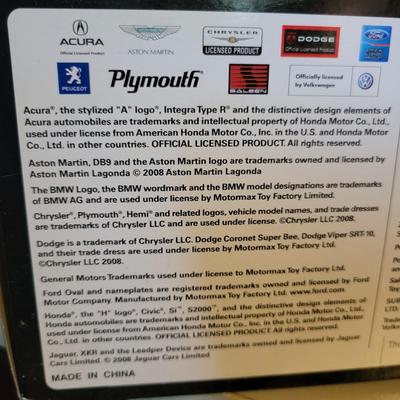 ACURA
Official Licensed Product
ASTON MARTIN
CHRYSLER
LICENSED PRODUCT
DODGE
Ford
PEUGEOT
Plymouth
SALEEN
Officially licensed
by Volkswagen
Acura®, the stylized "A" logo®, Integra Type R® and the distinctive design elements of
Acura automobiles are trademarks and intellectual property of Honda Motor Co., Ltd.,
used under license from American Honda Motor Co., Inc. in the U.S. and Honda Motor Co.,
Ltd. in other countries. OFFICIAL LICENSED PRODUCT. All rights reserved.
Aston Martin, DB9 and the Aston Martin logo are trademarks owned and licensed by
Aston Martin Lagonda © 2008 Aston Martin Lagonda
The BMW Logo, the BMW wordmark and the BMW model designations are trademarks
of BMW AG and are used under license by Motormax Toy Factory Limited.
Chrysler®, Plymouth®, Hemi® and related logos, vehicle model names, and trade dresses
are trademarks of Chrysler LLC and are used under license. ©Chrysler LLC 2008.
Dodge is a trademark of Chrysler LLC. Dodge Coronet Super Bee, Dodge Viper SRT-10,
and their trade dress are used under license by Motormax Toy Factory Ltd.
©Chrysler LLC 2008.
General Motors Trademarks used under license to Motormax Toy Factory Ltd.
Ford Oval and nameplates are registered trademarks owned and licensed by Ford
Motor Company. Manufactured by Motormax Toy Factory Ltd. www.ford.com.
Honda®, the "H" logo®, Civic®, Si™, S2000™, and the distinctive design elements of
Honda automobiles are trademarks and intellectual property of Honda Motor Co., Ltd.,
used under license from American Honda Motor Co., Inc. in the U.S. and Honda Motor Co.,
Ltd. in other countries. OFFICIAL LICENSED PRODUCT. All rights reserved.
Jaguar, XKR and the Leadper Device are trademarks owned and licensed by Jaguar
Cars Limited © 2008 Jaguar Cars Limited
MADE IN CHINA